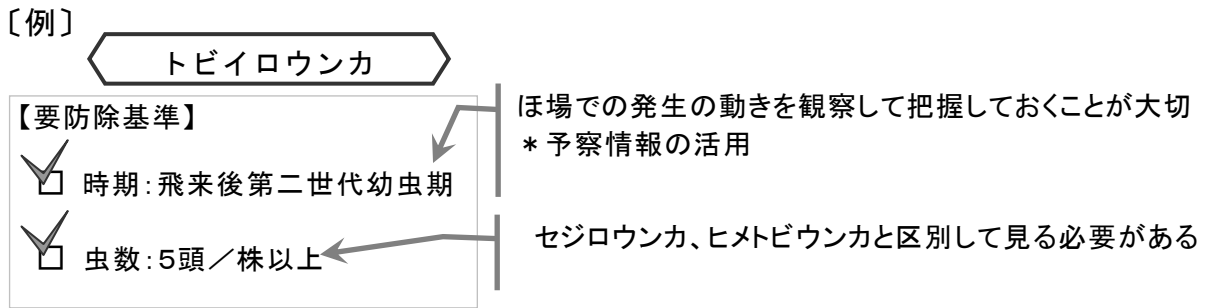 〔例〕
トビイロウンカ
【要防除基準】
時期：飛来後第二世代幼虫期
虫数：５頭／株以上
ほ場での発生の動きを観察して把握しておくことが大切
＊予察情報の活用
セジロウンカ、ヒメトビウンカと区別して見る必要がある